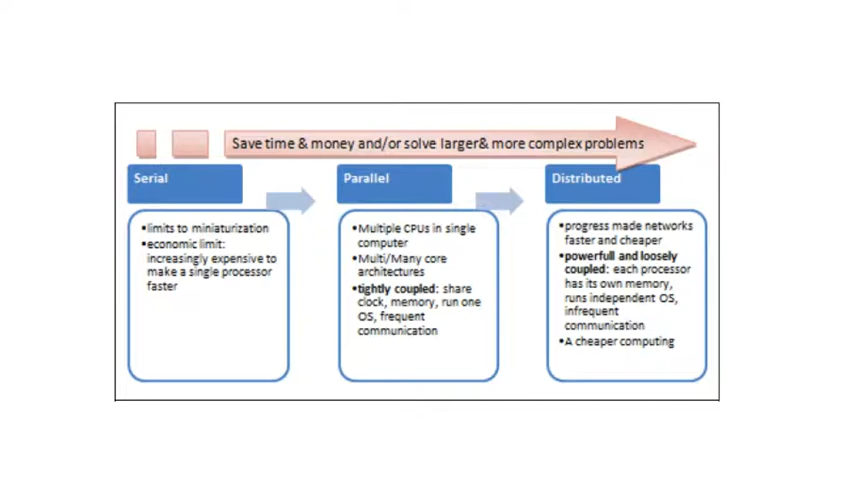 Save time & money and/or solve larger& more complex problems
Serial
•limits to miniaturization
•economic limit:
increasingly expensive to
make a single processor
faster
Parallel
•Multiple CPUs in single
computer
•Multi/Many core
architectures
•tightly coupled: share
clock, memory, run one
OS, frequent
communication
Distributed
•progress made networks
faster and cheaper
•powerfull and loosely
coupled: each processor
has its own memory,
runs independent OS,
infrequent
communication
•A cheaper computing